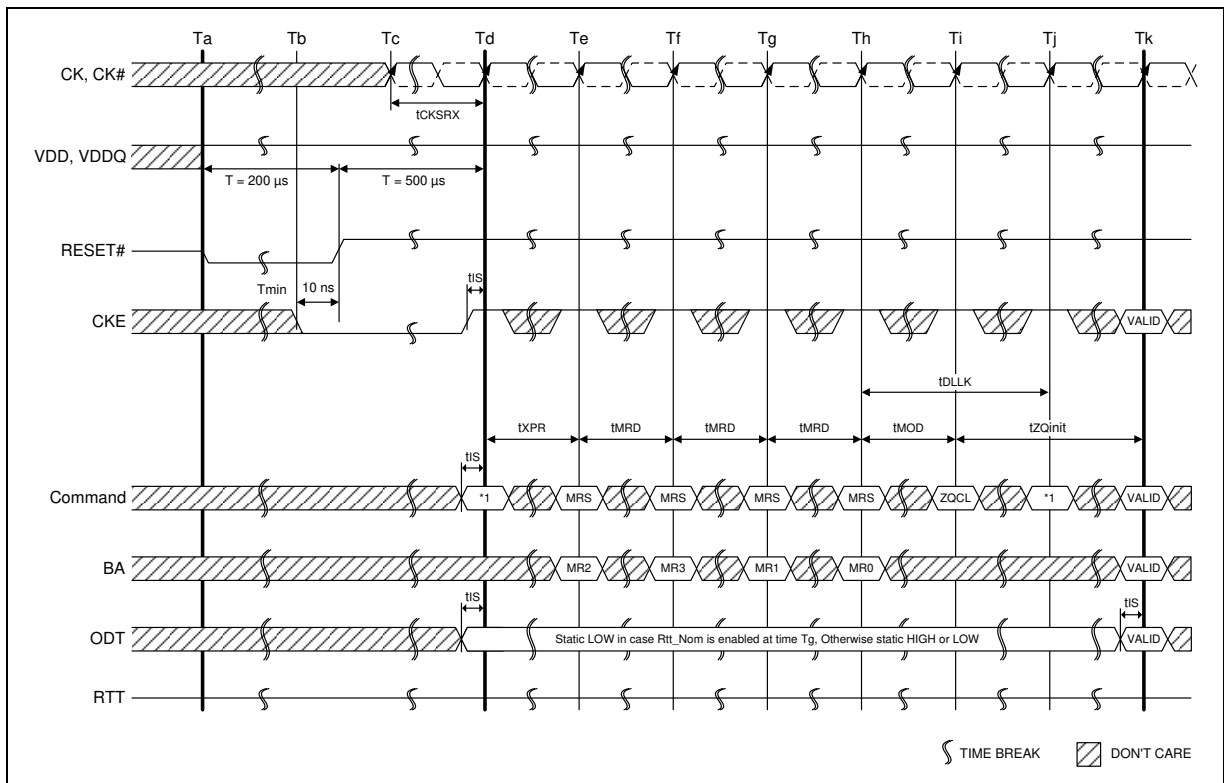 Ta Tb Tc Td Te Tf Tg Th Ti Tj Tk
CK, CK#
tCKSRX
VDD, VDDQ
T = 200 µs T = 500 µs
RESET#
Tmin 10 ns tIS
CKE VALID
tDLLK
tXPR tMRD tMRD tMRD tMOD tZQinit
tIS
Command *1 MRS MRS MRS MRS ZQCL *1 VALID
BA MR2 MR3 MR1 MR0 VALID
tIS tIS
ODT Static LOW in case Rtt_Nom is enabled at time Tg, Otherwise static HIGH or LOW VALID
RTT
TIME BREAK DON'T CARE